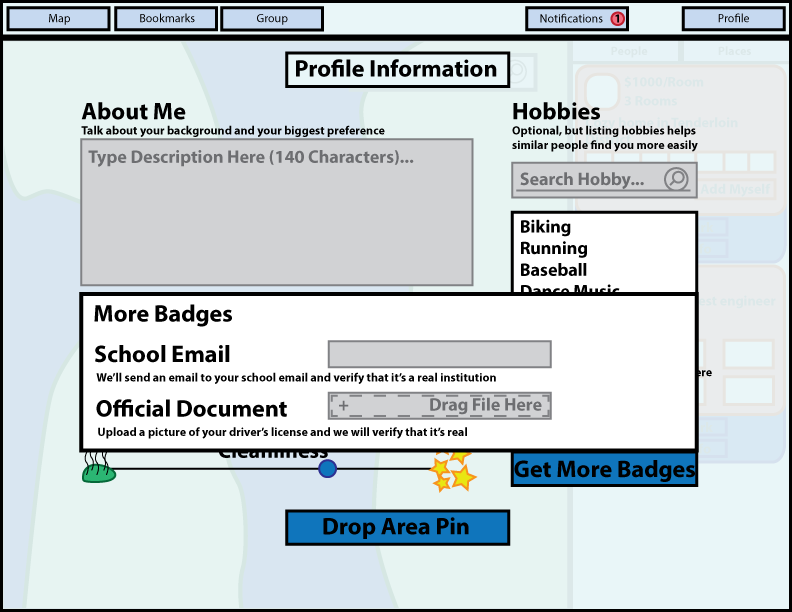 Map
Bookmarks
Group
Notifications 1
Profile
People
Places
Profile Information
$1000/Room
3 Rooms
About Me
Talk about your background and your biggest preference
Type Description Here (140 Characters)...
Hobbies
Optional, but listing hobbies helps
similar people find you more easily
Search Hobby...
Add Myself
Biking
Running
Baseball
Dance Music
engineer
More Badges
School Email
We'll send an email to your school email and verify that it's a real institution
Official Document
+ Drag File Here
Upload a picture of your driver's license and we will verify that it's real
Cleanliness
Get More Badges
Drop Area Pin